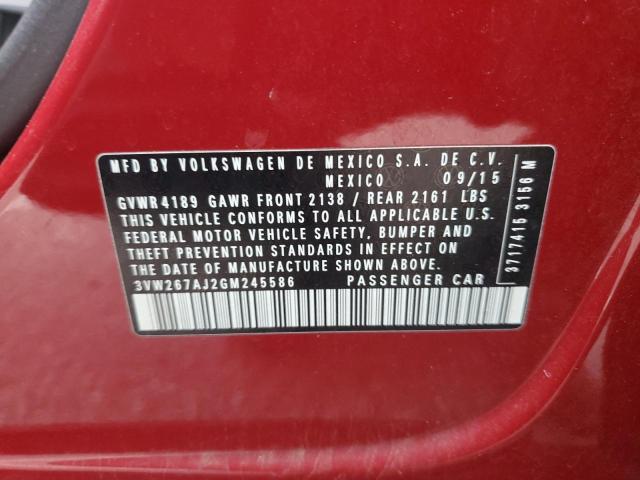 MFD BY VOLKSWAGEN DE MEXICO S.A. DE C.V.
MEXICO 09/15
GVWR 4189 GAWR FRONT 2138 / REAR 2161 LBS
THIS VEHICLE CONFORMS TO ALL APPLICABLE U.S.
FEDERAL MOTOR VEHICLE SAFETY, BUMPER AND
THEFT PREVENTION STANDARDS IN EFFECT ON
THE DATE OF MANUFACTURE SHOWN ABOVE.
3VW267AJ2GM245586 PASSENGER CAR
3717415 3156 M